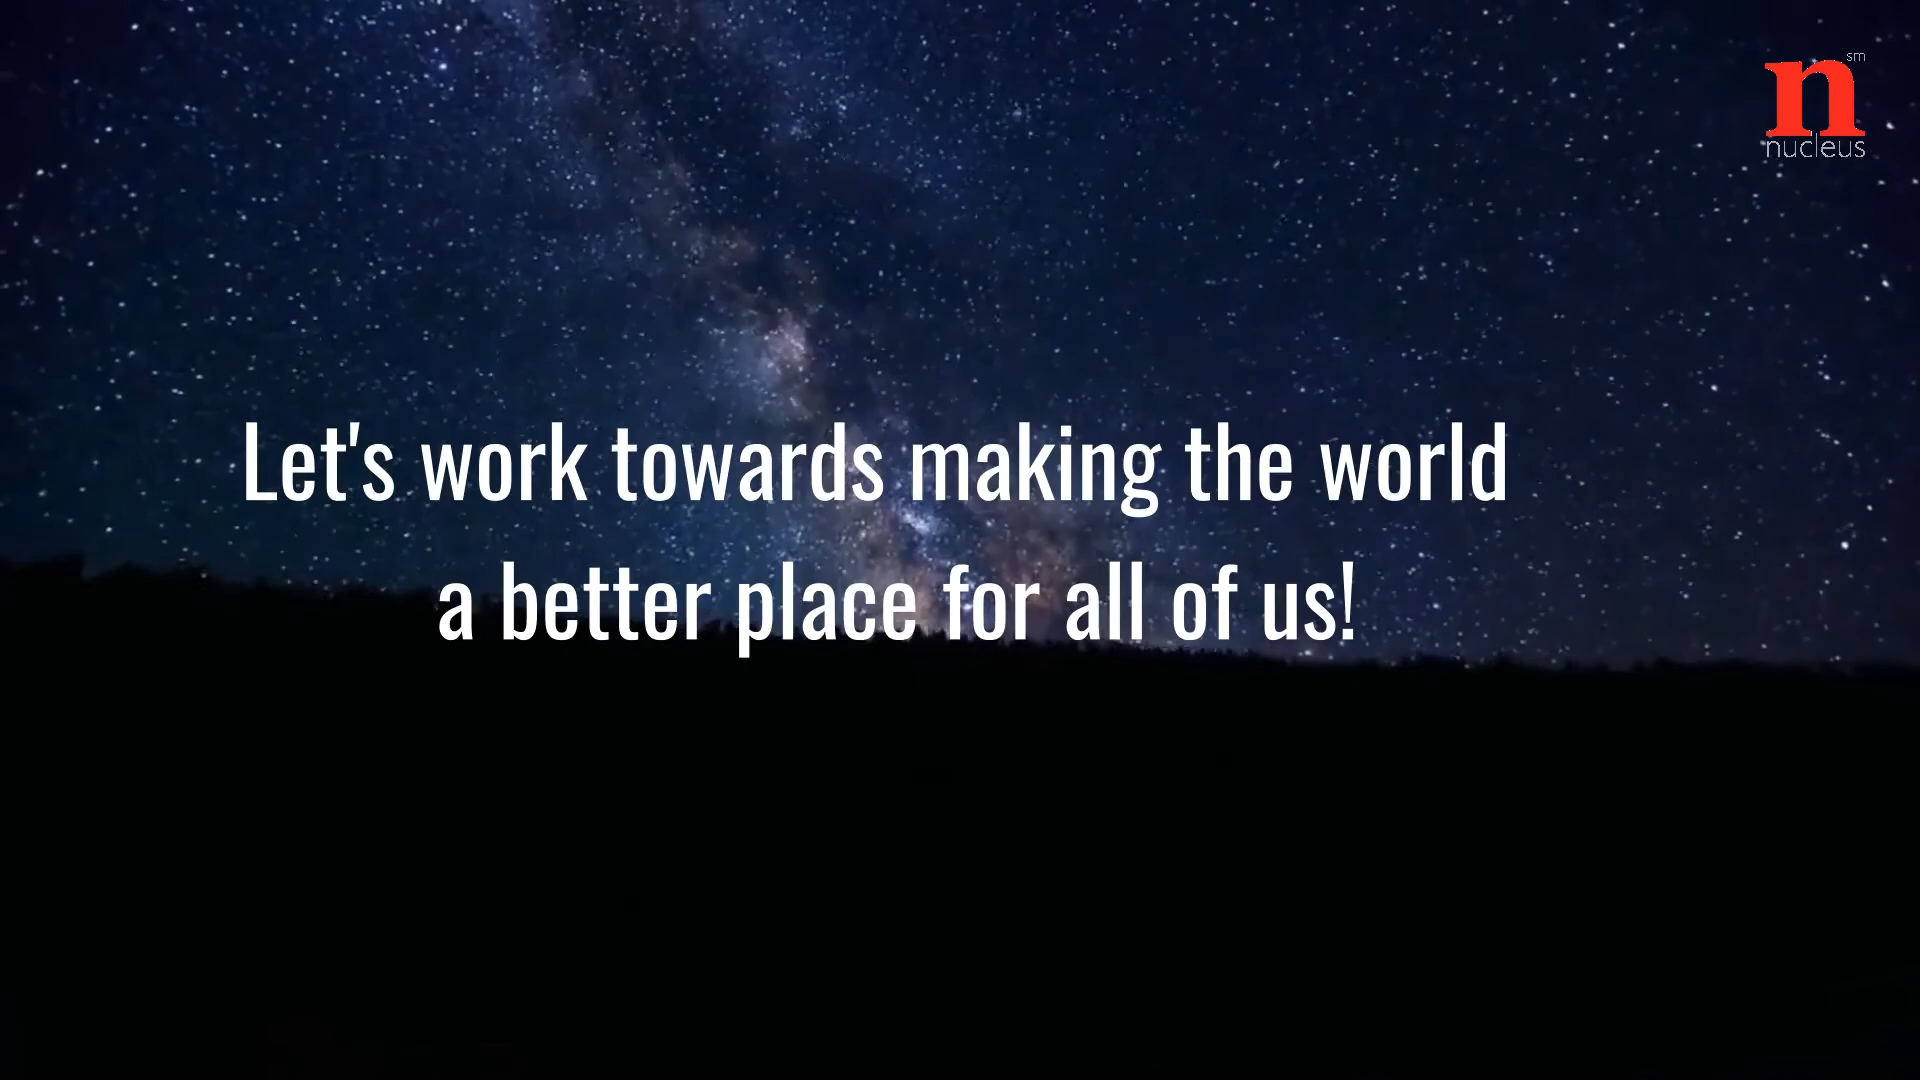 sm
n
nucleus
Let's work towards making the world
a better place for all of us!